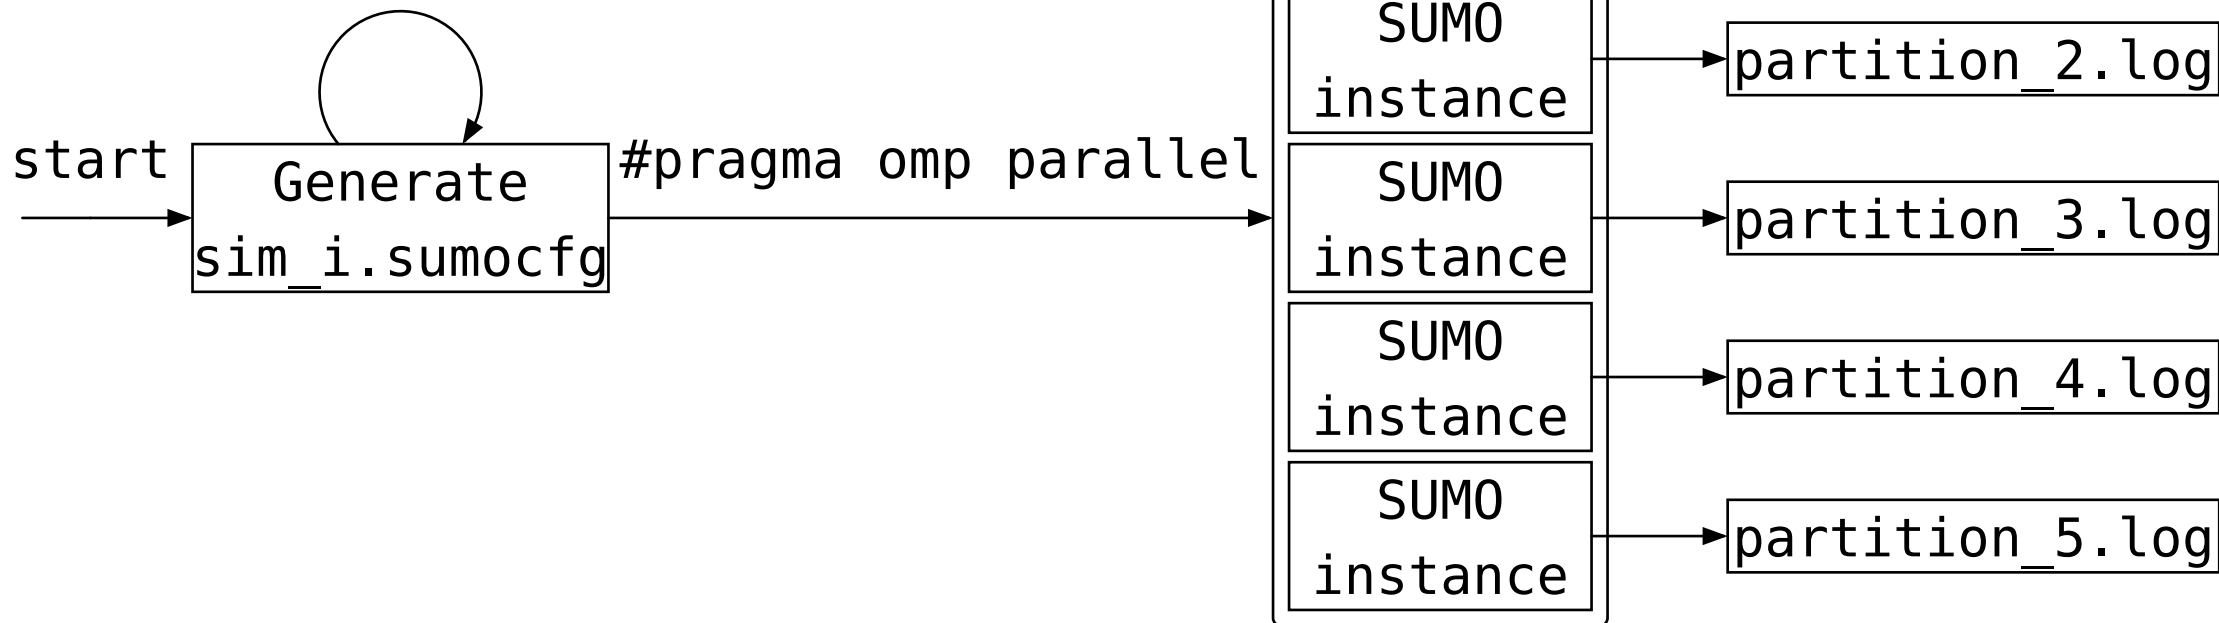 start
Generate
sim_i.sumocfg
#pragma omp parallel
SUMO
instance
partition_2.log
SUMO
instance
partition_3.log
SUMO
instance
partition_4.log
SUMO
instance
partition_5.log